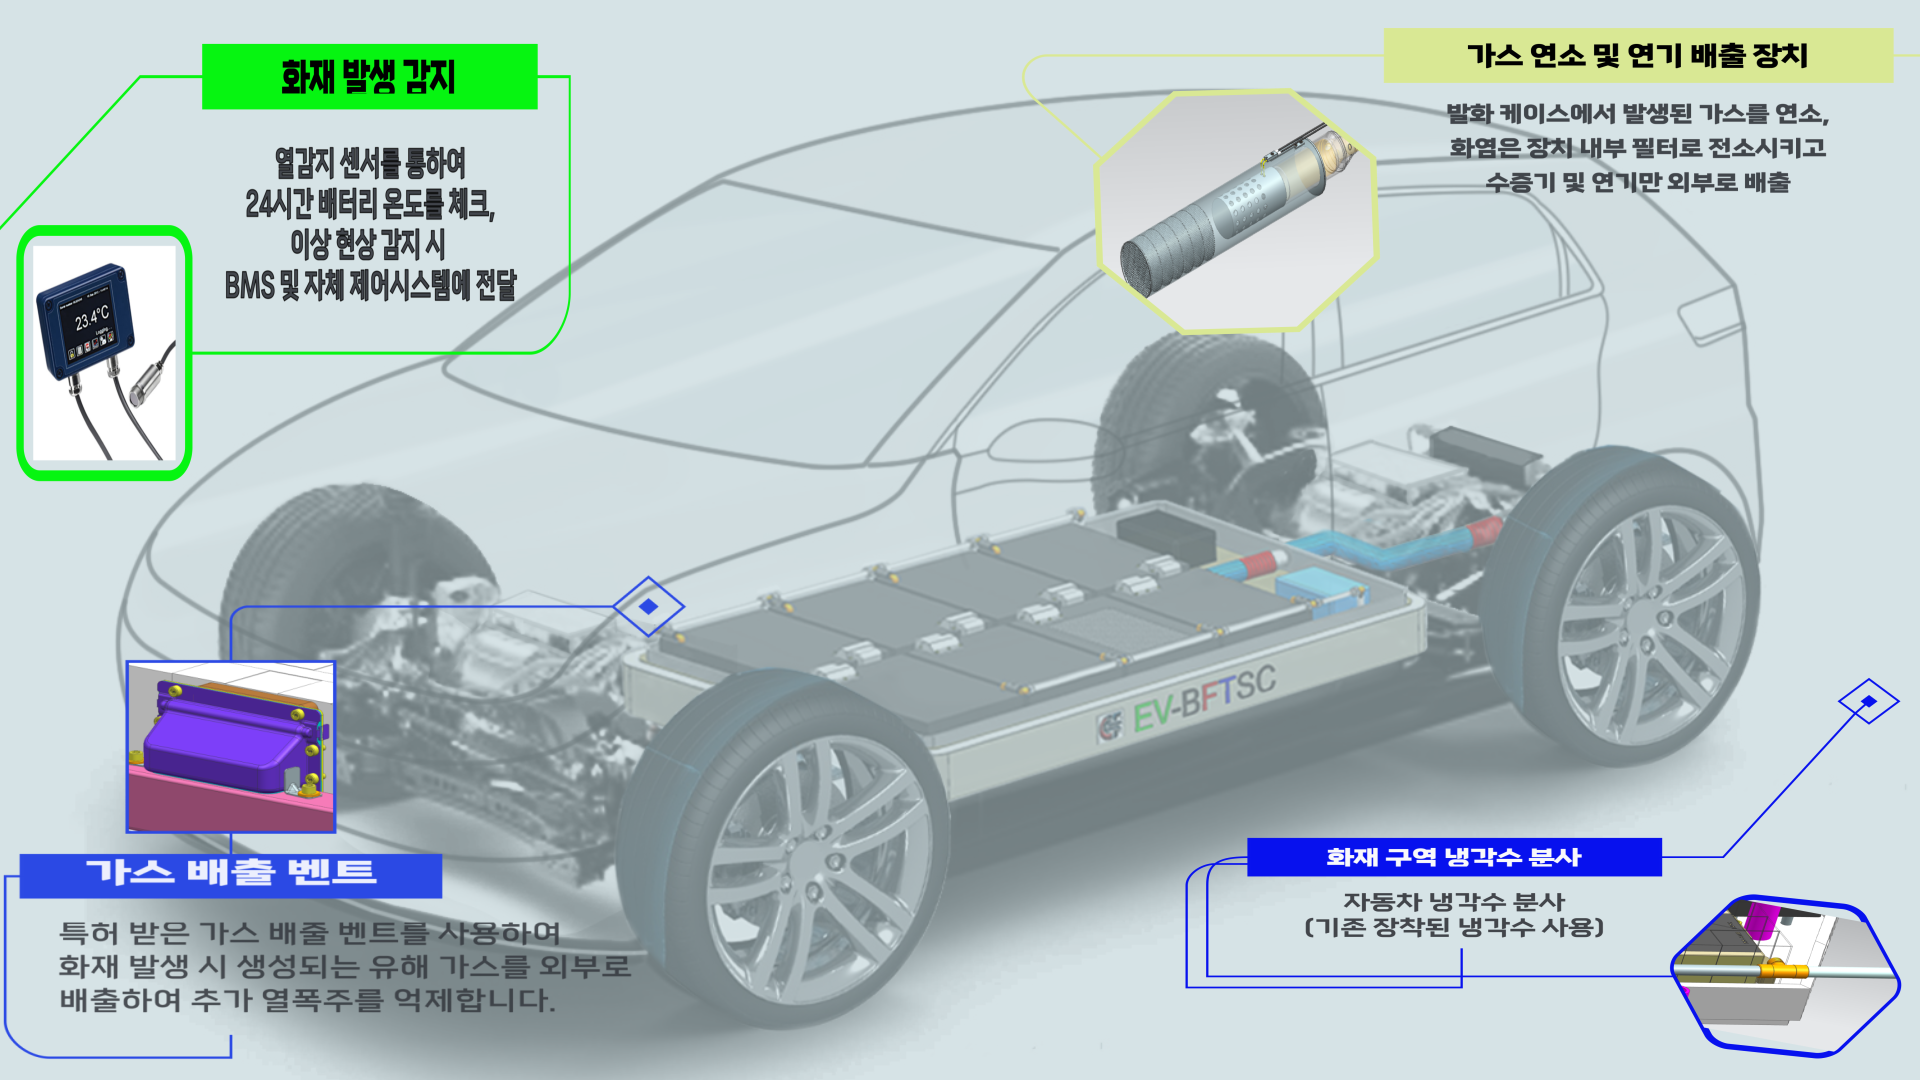 화재 발생 감지
열감지 센서를 통하여
24시간 배터리 온도를 체크,
이상 현상 감지 시
BMS 및 자체 제어시스템에 전달
23.4°C
Logging...
가스 연소 및 연기 배출 장치
발화 케이스에서 발생된 가스를 연소,
화염은 장치 내부 필터로 전소시키고
수증기 및 연기만 외부로 배출
EV-BFTSC
가스 배출 벤트
특허 받은 가스 배출 벤트를 사용하여
화재 발생 시 생성되는 유해 가스를 외부로
배출하여 추가 열폭주를 억제합니다.
화재 구역 냉각수 분사
자동차 냉각수 분사
(기존 장착된 냉각수 사용)